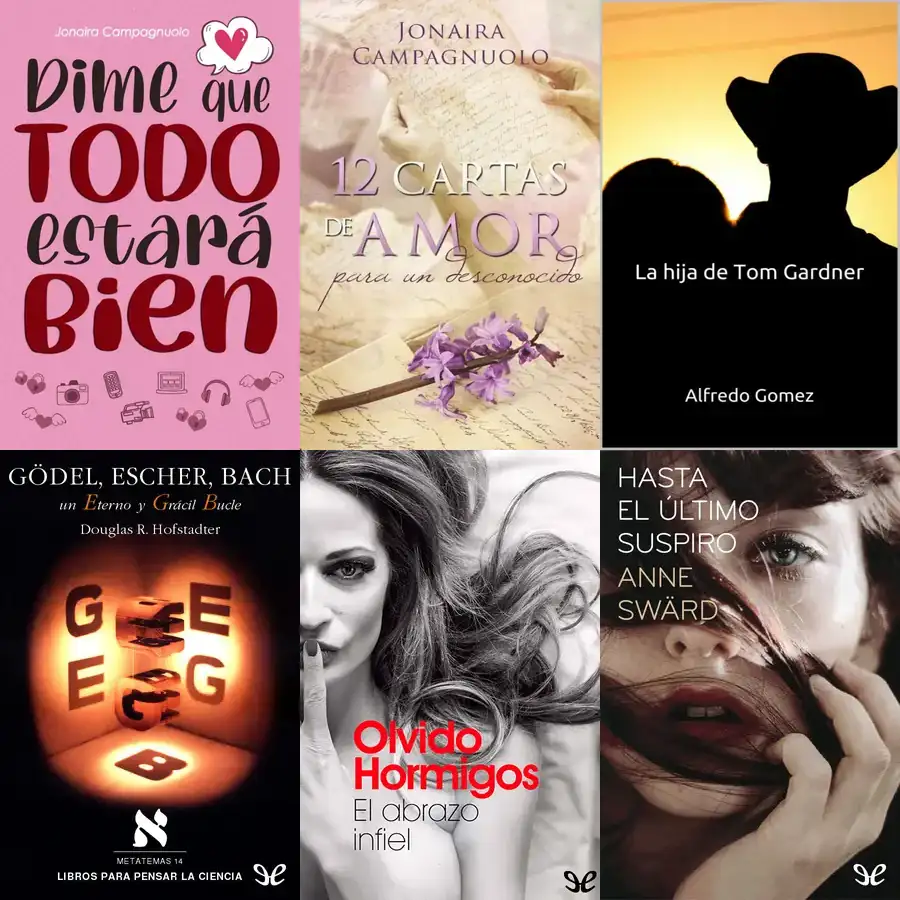 Jonaira Campagnuolo
Dime que
TODO
estará
Bien
JONAIRA
CAMPAGNUOLO
12 CARTAS
DE AMOR
para un desconocido
La hija de Tom Gardner
Alfredo Gomez
GÖDEL, ESCHER, BACH
un Eterno y Grácil Bucle
Douglas R. Hofstadter
G E
E G
B
א
METATEMAS 14
LIBROS PARA PENSAR LA CIENCIA
Olvido
Hormigos
El abrazo
infiel
HASTA
EL ÚLTIMO
SUSPIRO
ANNE
SWÄRD